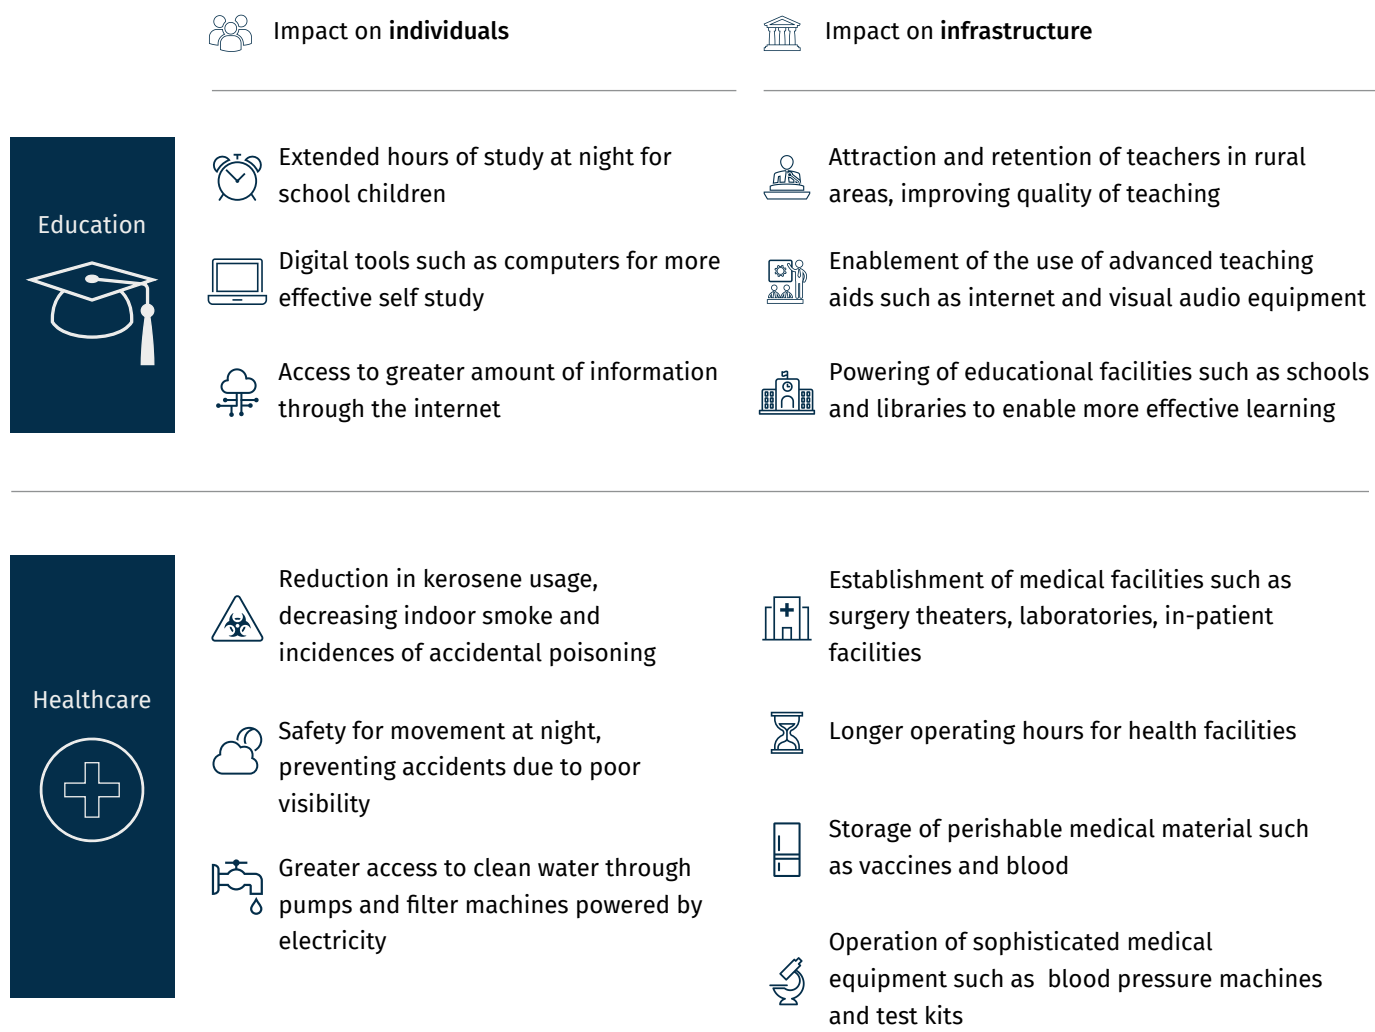 Impact on individuals
Impact on infrastructure
Education
Extended hours of study at night for
school children
Digital tools such as computers for more
effective self study
Access to greater amount of information
through the internet
Attraction and retention of teachers in rural
areas, improving quality of teaching
Enablement of the use of advanced teaching
aids such as internet and visual audio equipment
Powering of educational facilities such as schools
and libraries to enable more effective learning
Healthcare
Reduction in kerosene usage,
decreasing indoor smoke and
incidences of accidental poisoning
Safety for movement at night,
preventing accidents due to poor
visibility
Greater access to clean water through
pumps and filter machines powered by
electricity
Establishment of medical facilities such as
surgery theaters, laboratories, in-patient
facilities
Longer operating hours for health facilities
Storage of perishable medical material such
as vaccines and blood
Operation of sophisticated medical
equipment such as  blood pressure machines
and test kits